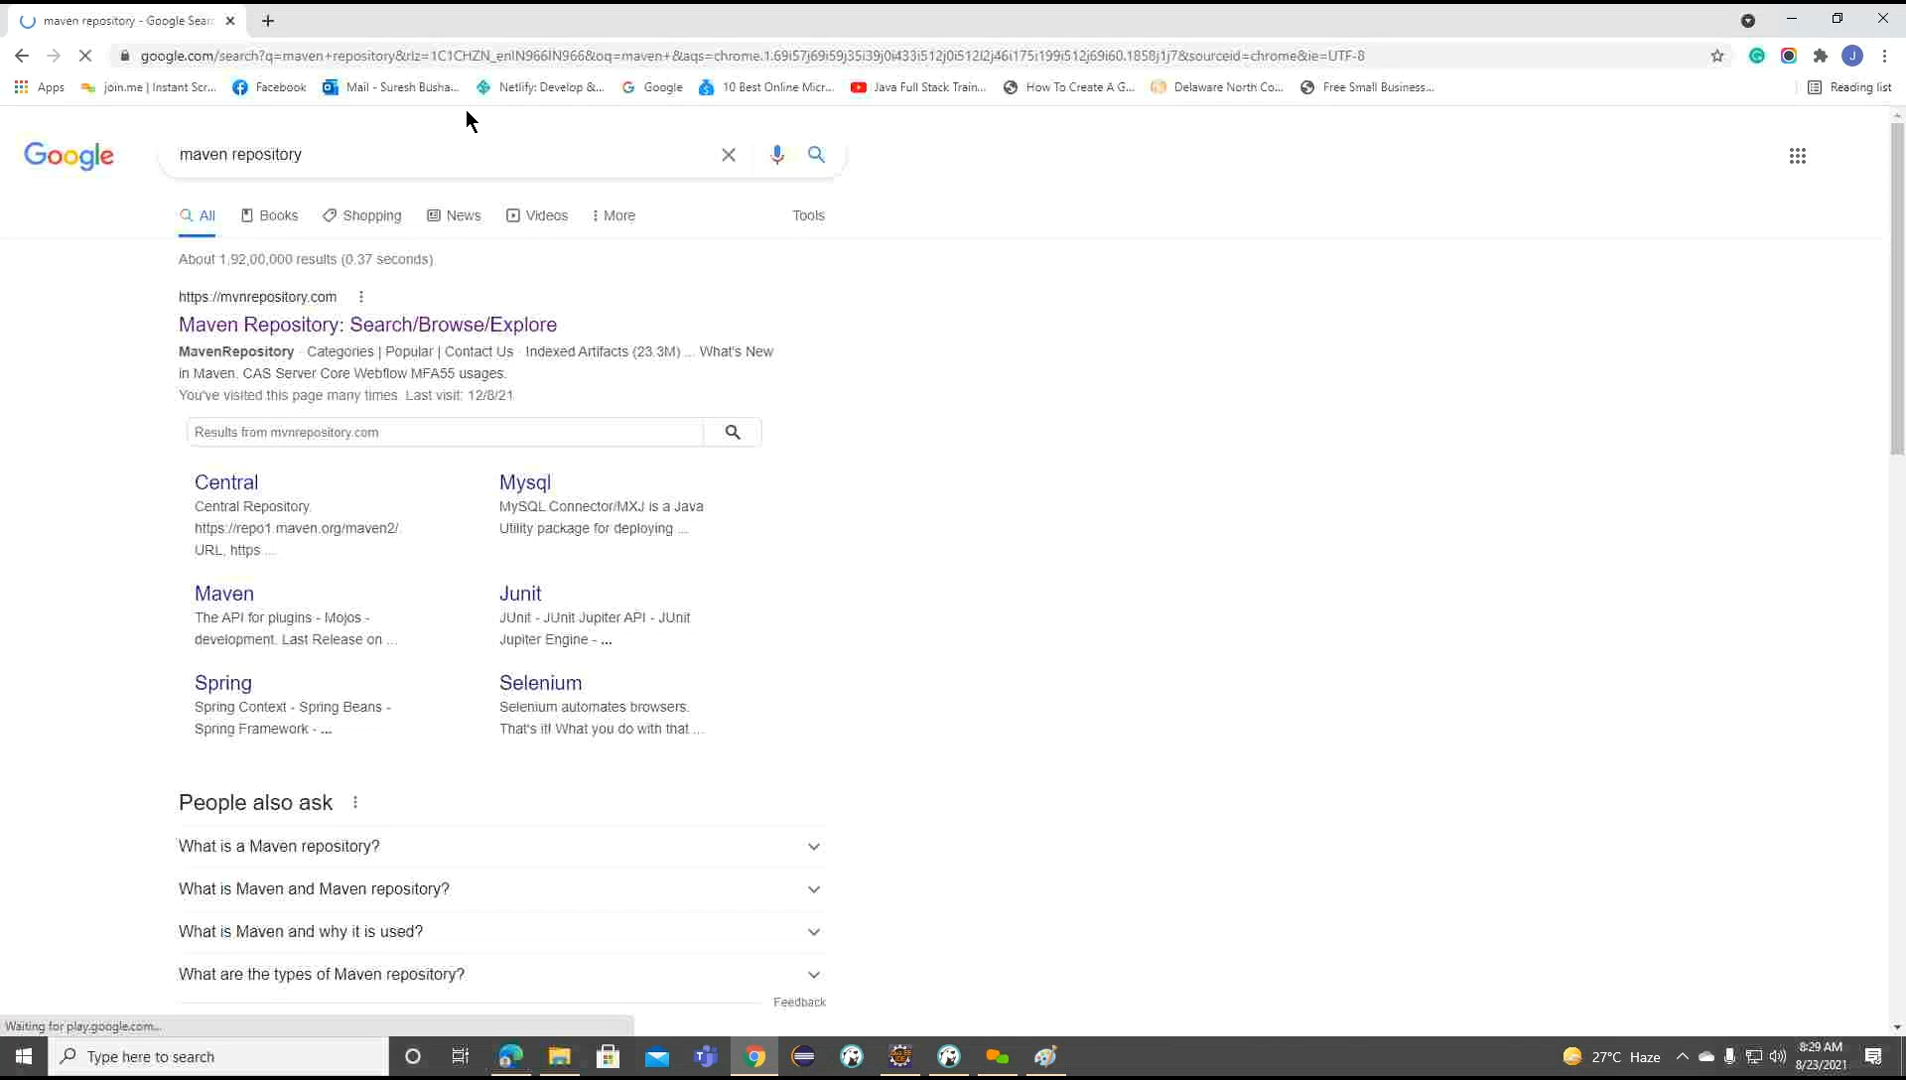 maven repository - Google Sear
google.com/search?q=maven+repository&rlz=1C1CHZN_enIN966IN966&oq=maven+&aqs=chrome.1.69i57j69i59j35i39j0i433i512j0i512l2j46i175i199i512j69i60.1858j1j7&sourceid=chrome&ie=UTF-8
Apps join.me | Instant Scr... Facebook Mail - Suresh Busha... Netlify: Develop &... Google 10 Best Online Micr... Java Full Stack Train... How To Create A G... Delaware North Co... Free Small Business... Reading list
Google maven repository
All Books Shopping News Videos More Tools
About 1,92,00,000 results (0.37 seconds)
https://mvnrepository.com
Maven Repository: Search/Browse/Explore
MavenRepository · Categories | Popular | Contact Us · Indexed Artifacts (23.3M) ... What's New
in Maven. CAS Server Core Webflow MFA55 usages.
You've visited this page many times. Last visit: 12/8/21
Results from mvnrepository.com
Central
Central Repository.
https://repo1.maven.org/maven2/.
URL, https ...
Mysql
MySQL Connector/MXJ is a Java
Utility package for deploying ...
Maven
The API for plugins - Mojos -
development. Last Release on ...
Junit
JUnit - JUnit Jupiter API - JUnit
Jupiter Engine - ...
Spring
Spring Context - Spring Beans -
Spring Framework - ...
Selenium
Selenium automates browsers.
That's it! What you do with that ...
People also ask
What is a Maven repository?
What is Maven and Maven repository?
What is Maven and why it is used?
What are the types of Maven repository?
Feedback
Waiting for play.google.com...
Type here to search
27°C Haze
8:29 AM
8/23/2021